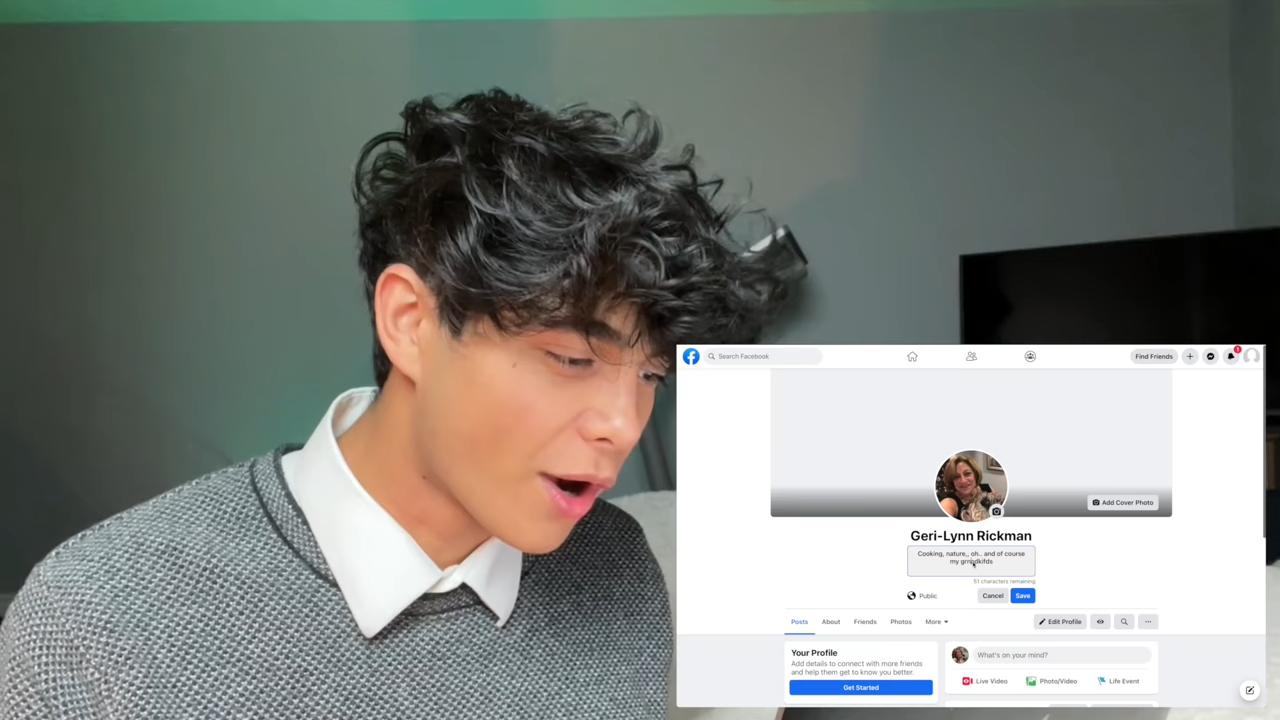 Search Facebook
Find Friends
1
Add Cover Photo
Geri-Lynn Rickman
Cooking, nature,, oh.. and of course
my grndkifds
51 characters remaining
Public
Cancel
Save
Posts
About
Friends
Photos
More
Edit Profile
Your Profile
Add details to connect with more friends
and help them get to know you better.
Get Started
What's on your mind?
Live Video
Photo/Video
Life Event